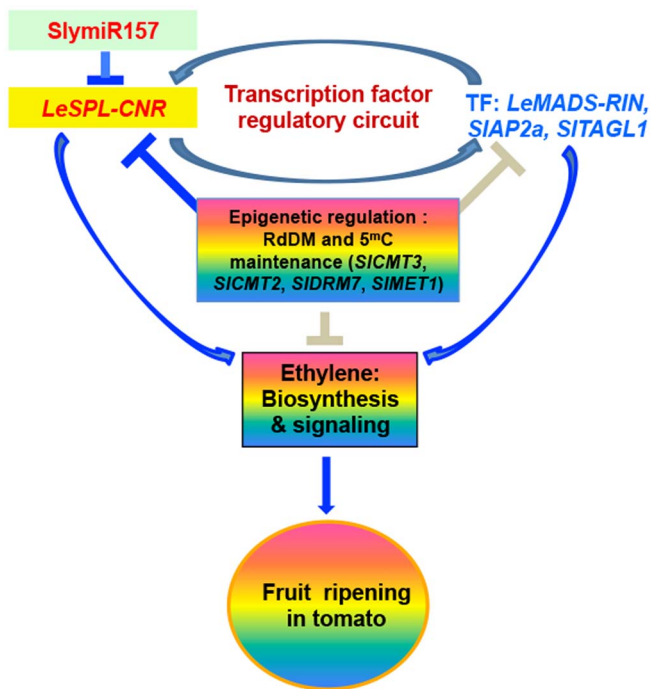 SlymiR157
LeSPL-CNR
Transcription factor
regulatory circuit
TF: LeMADS-RIN,
SlAP2a, SlTAGL1
Epigenetic regulation :
RdDM and 5ᵐC
maintenance (SlCMT3,
SlCMT2, SlDRM7, SlMET1)
Ethylene:
Biosynthesis
& signaling
Fruit ripening
in tomato